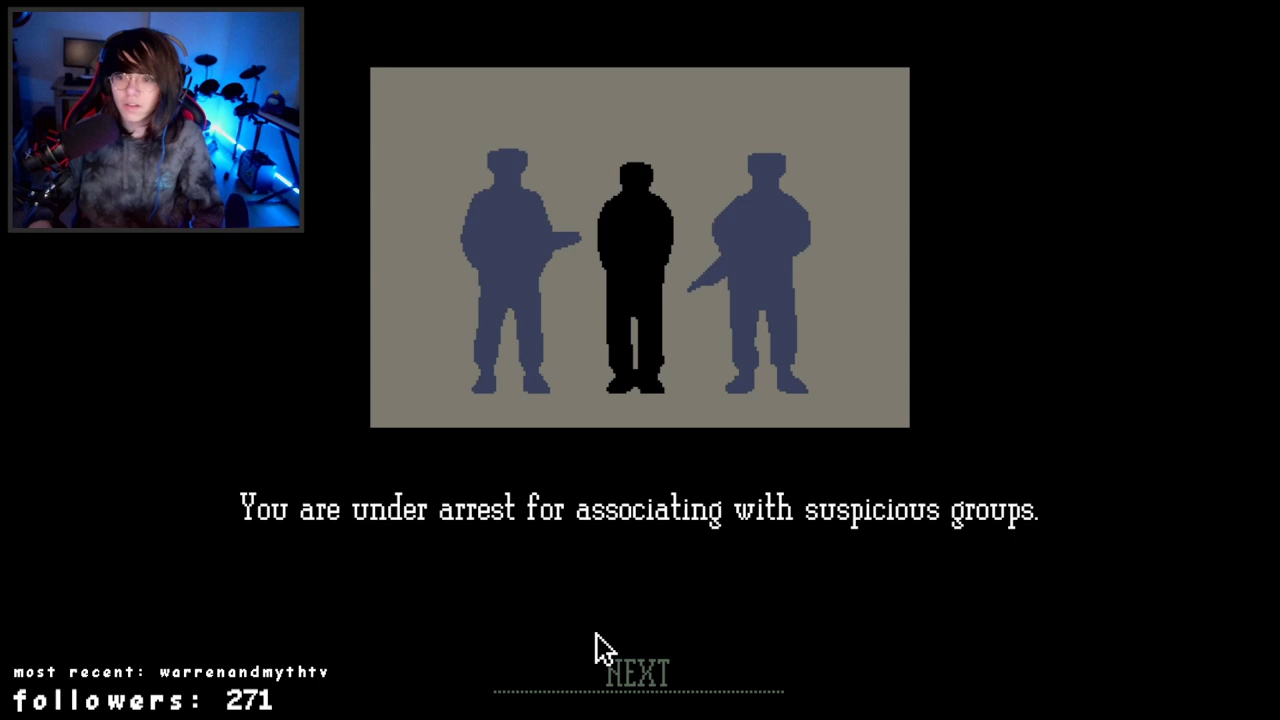 You are under arrest for associating with suspicious groups.
NEXT
most recent: warrenandmythtv
followers: 271